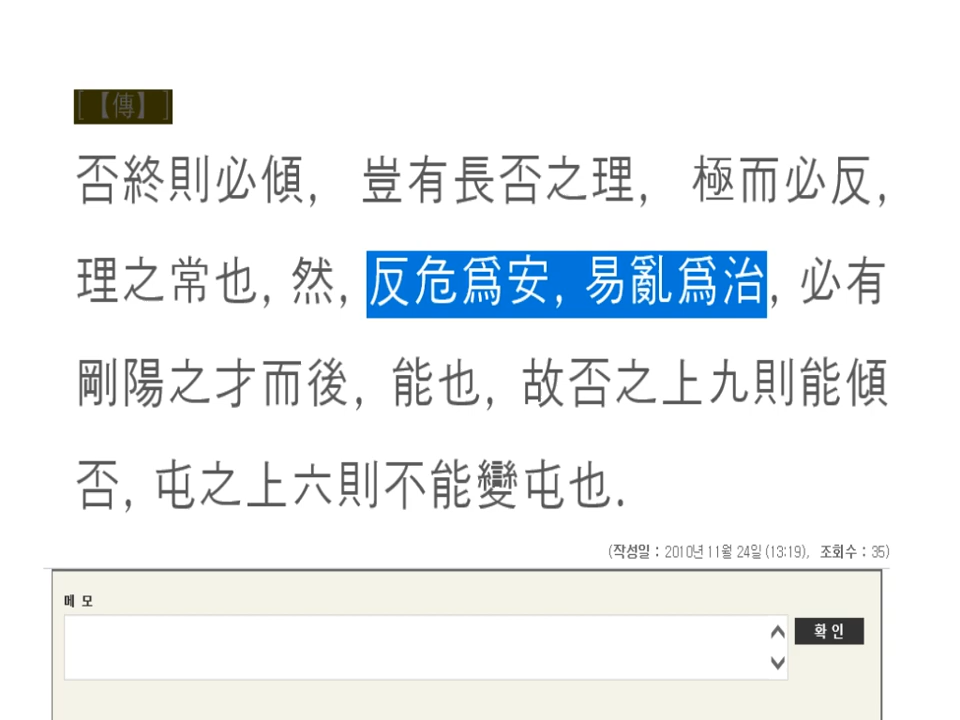 [【傳】]
否終則必傾, 豈有長否之理, 極而必反,
理之常也, 然, 反危爲安, 易亂爲治, 必有
剛陽之才而後, 能也, 故否之上九則能傾
否, 屯之上六則不能變屯也.
(작성일 : 2010년 11월 24일 (13:19), 조회수 : 35)
메 모
확 인